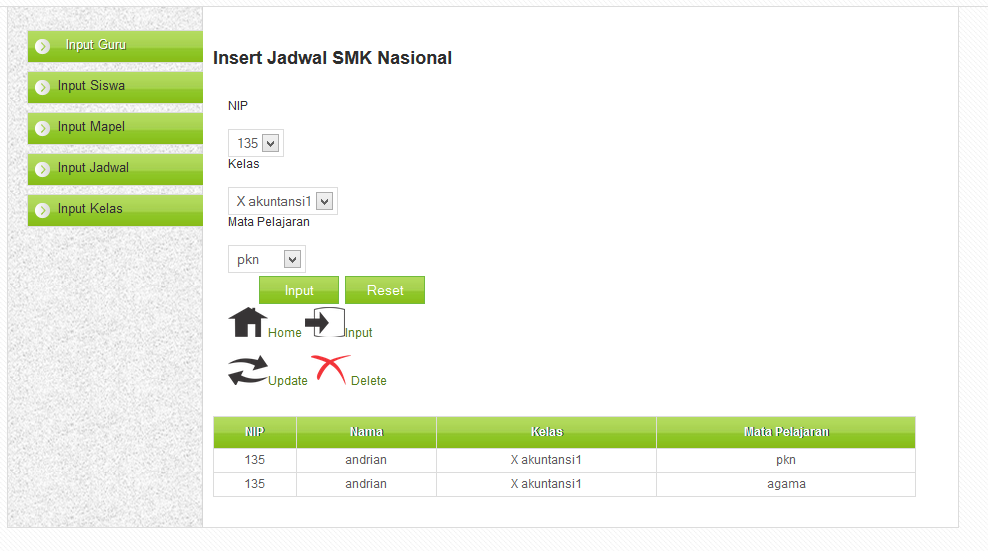 Input Guru
Input Siswa
Input Mapel
Input Jadwal
Input Kelas
Insert Jadwal SMK Nasional
NIP
135
Kelas
X akuntansi1
Mata Pelajaran
pkn
Input Reset
Home Input
Update Delete
NIP Nama Kelas Mata Pelajaran
135 andrian X akuntansi1 pkn
135 andrian X akuntansi1 agama